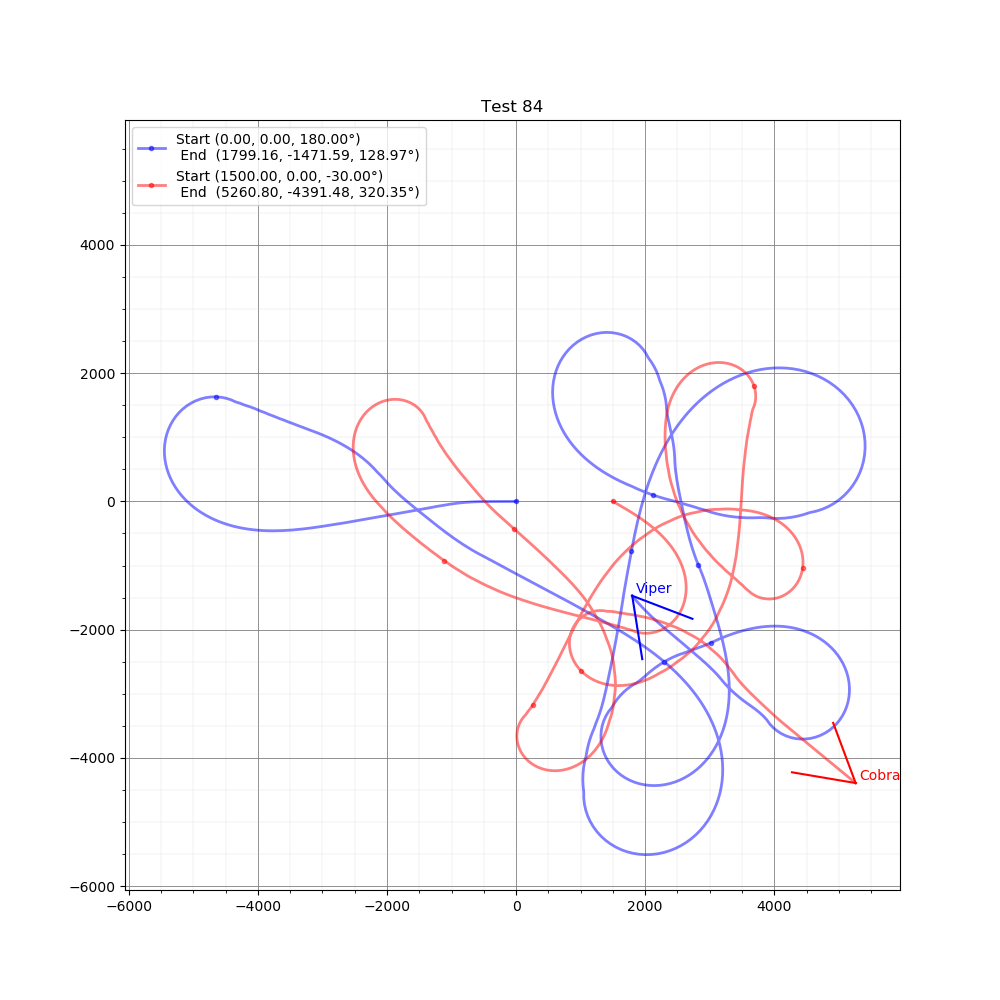 Test 84
Start (0.00, 0.00, 180.00°)
End (1799.16, -1471.59, 128.97°)
Start (1500.00, 0.00, -30.00°)
End (5260.80, -4391.48, 320.35°)
4000
2000
0
−2000
−4000
−6000
Viper
Cobra
−6000 −4000 −2000 0 2000 4000